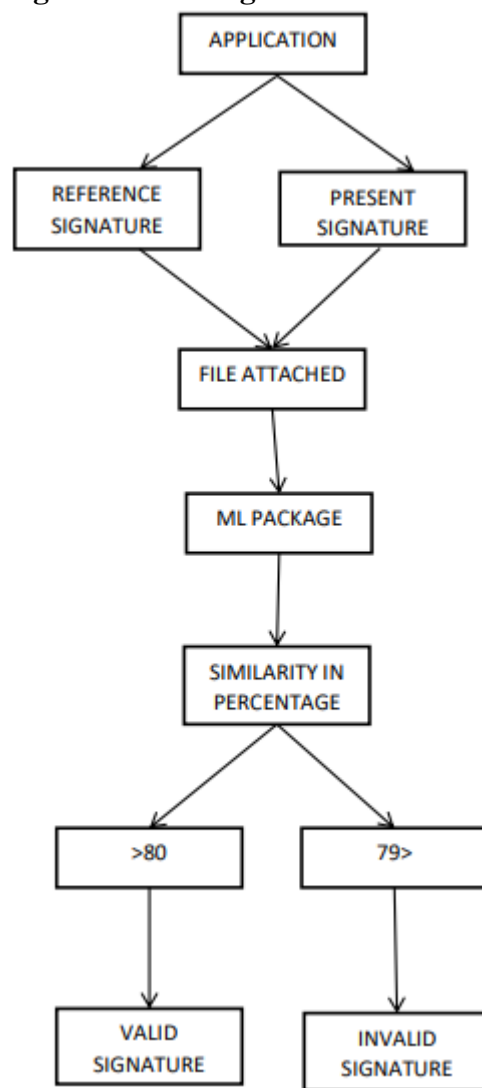 APPLICATION
REFERENCE
SIGNATURE
PRESENT
SIGNATURE
FILE ATTACHED
ML PACKAGE
SIMILARITY IN
PERCENTAGE
>80
79>
VALID
SIGNATURE
INVALID
SIGNATURE